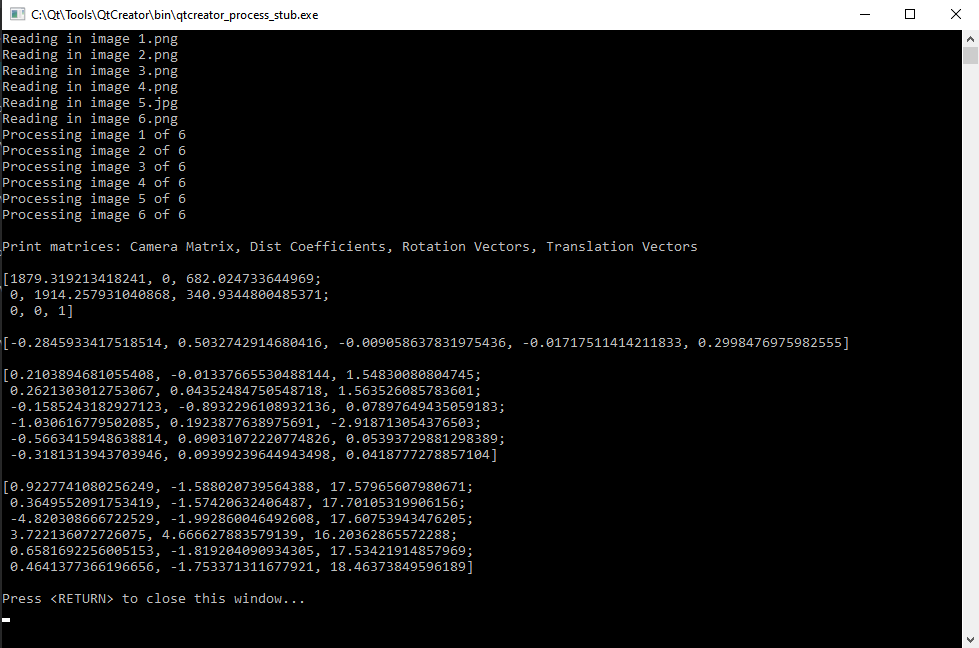 C:\Qt\Tools\QtCreator\bin\qtcreator_process_stub.exe
Reading in image 1.png
Reading in image 2.png
Reading in image 3.png
Reading in image 4.png
Reading in image 5.jpg
Reading in image 6.png
Processing image 1 of 6
Processing image 2 of 6
Processing image 3 of 6
Processing image 4 of 6
Processing image 5 of 6
Processing image 6 of 6
Print matrices: Camera Matrix, Dist Coefficients, Rotation Vectors, Translation Vectors
[1879.319213418241, 0, 682.024733644969;
0, 1914.257931040868, 340.9344800485371;
0, 0, 1]
[-0.2845933417518514, 0.5032742914680416, -0.009058637831975436, -0.01717511414211833, 0.2998476975982555]
[0.2103894681055408, -0.01337665530488144, 1.54830080804745;
0.2621303012753067, 0.04352484750548718, 1.563526085783601;
-0.1585243182927123, -0.8932296108932136, 0.07897649435059183;
-1.030616779502085, 0.1923877638975691, -2.918713054376503;
-0.5663415948638814, 0.09031072220774826, 0.05393729881298389;
-0.3181313943703946, 0.09399239644943498, 0.0418777278857104]
[0.9227741080256249, -1.588020739564388, 17.57965607980671;
0.3649552091753419, -1.57420632406487, 17.70105319906156;
-4.820308666722529, -1.992860046492608, 17.60753943476205;
3.722136072726075, 4.666627883579139, 16.20362865572288;
0.6581692256005153, -1.819204090934305, 17.53421914857969;
0.4641377366196656, -1.753371311677921, 18.46373849596189]
Press <RETURN> to close this window...